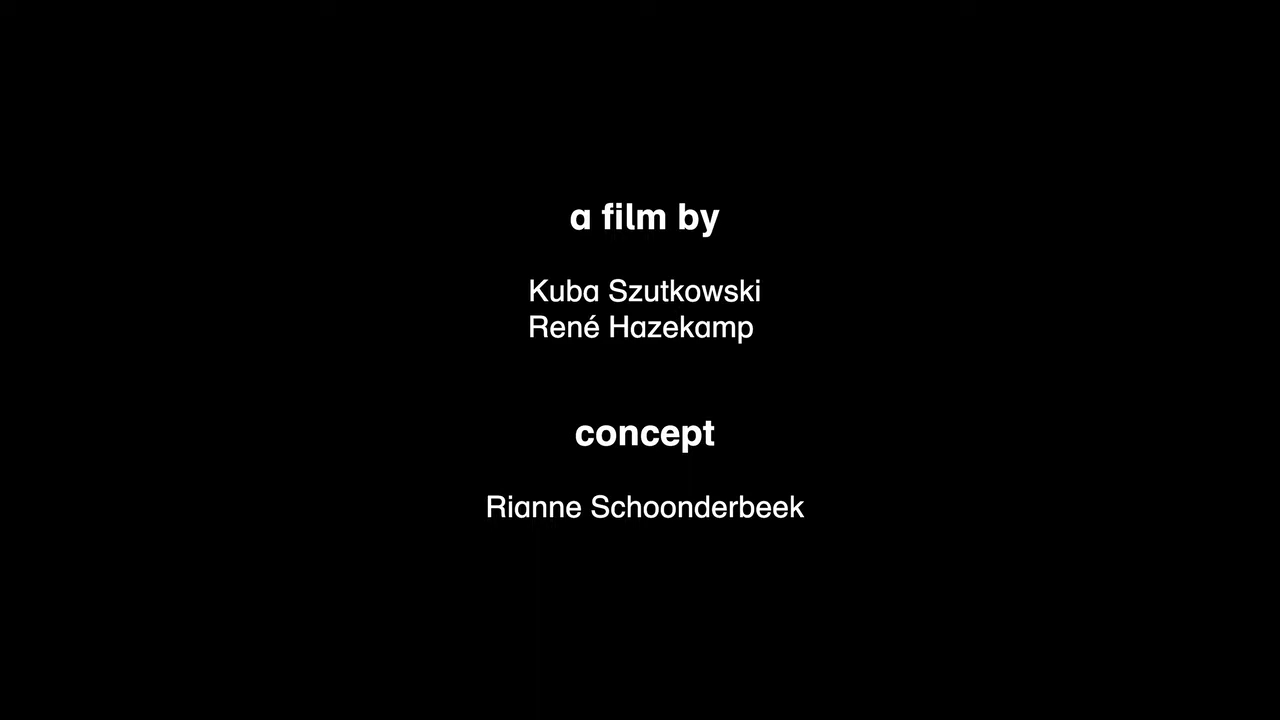 a film by
Kuba Szutkowski
René Hazekamp
concept
Rianne Schoonderbeek